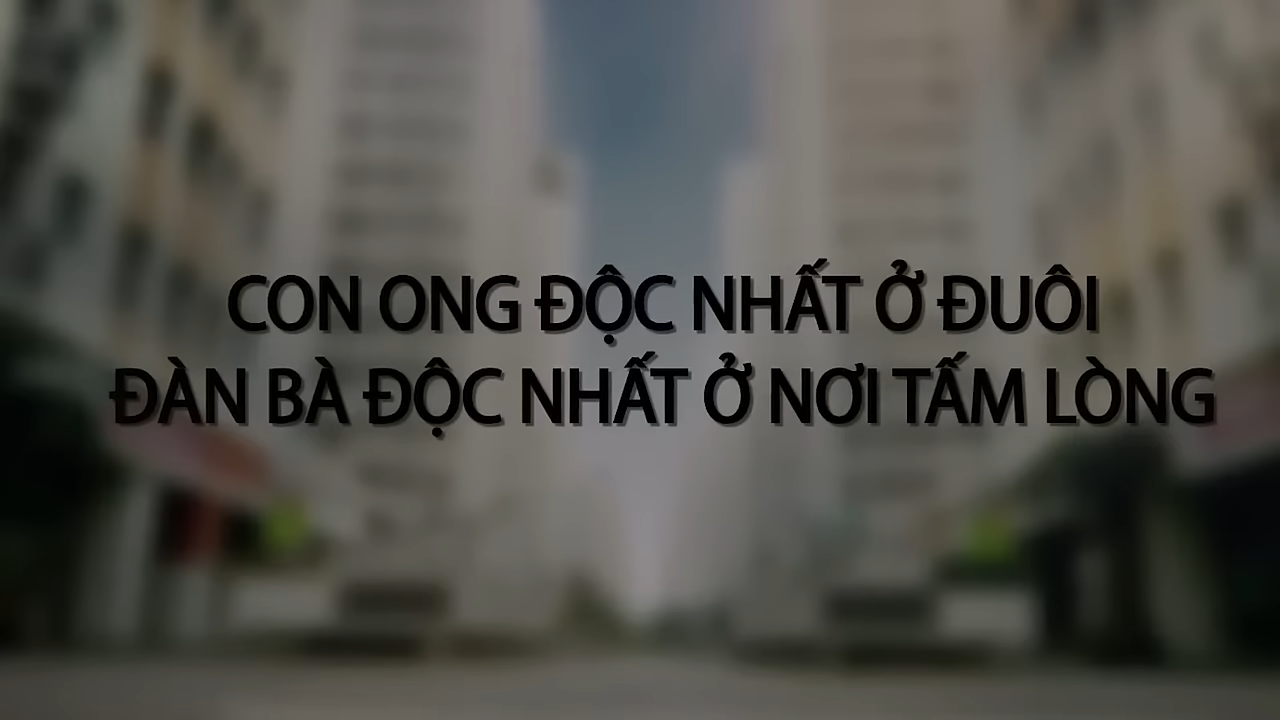 CON ONG ĐỘC NHẤT Ở ĐUÔI
ĐÀN BÀ ĐỘC NHẤT Ở NƠI TẤM LÒNG